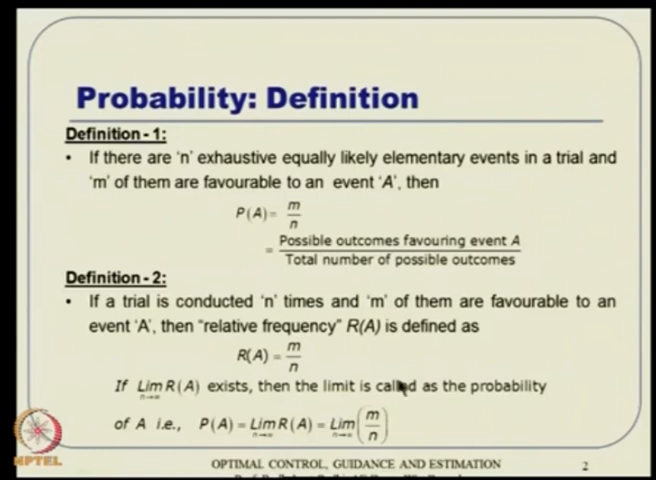 Probability: Definition
Definition - 1:
• If there are 'n' exhaustive equally likely elementary events in a trial and
'm' of them are favourable to an event 'A', then
P(A) = m/n
= Possible outcomes favouring event A / Total number of possible outcomes
Definition - 2:
• If a trial is conducted 'n' times and 'm' of them are favourable to an
event 'A', then "relative frequency" R(A) is defined as
R(A) = m/n
If Lim n→∞ R(A) exists, then the limit is called as the probability
of A i.e., P(A) = Lim n→∞ R(A) = Lim n→∞ (m/n)
NPTEL
OPTIMAL CONTROL, GUIDANCE AND ESTIMATION
2